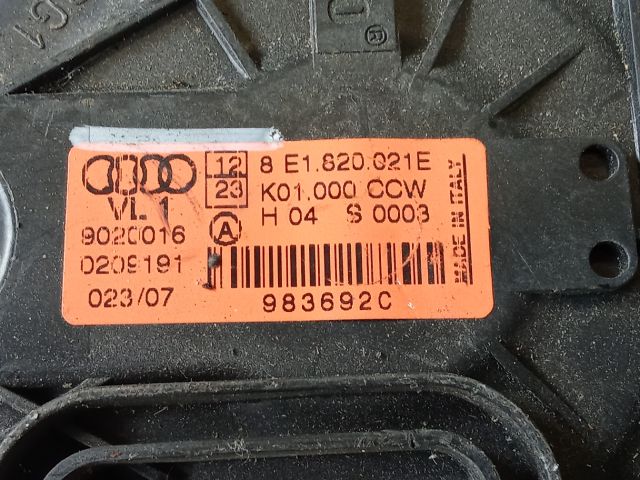 12 8 E1.820.021E
23 K01.000 CCW
VL 1
H 04 S 0003
A
9020016
0209191
023/07
983692C
MADE IN ITALY
®